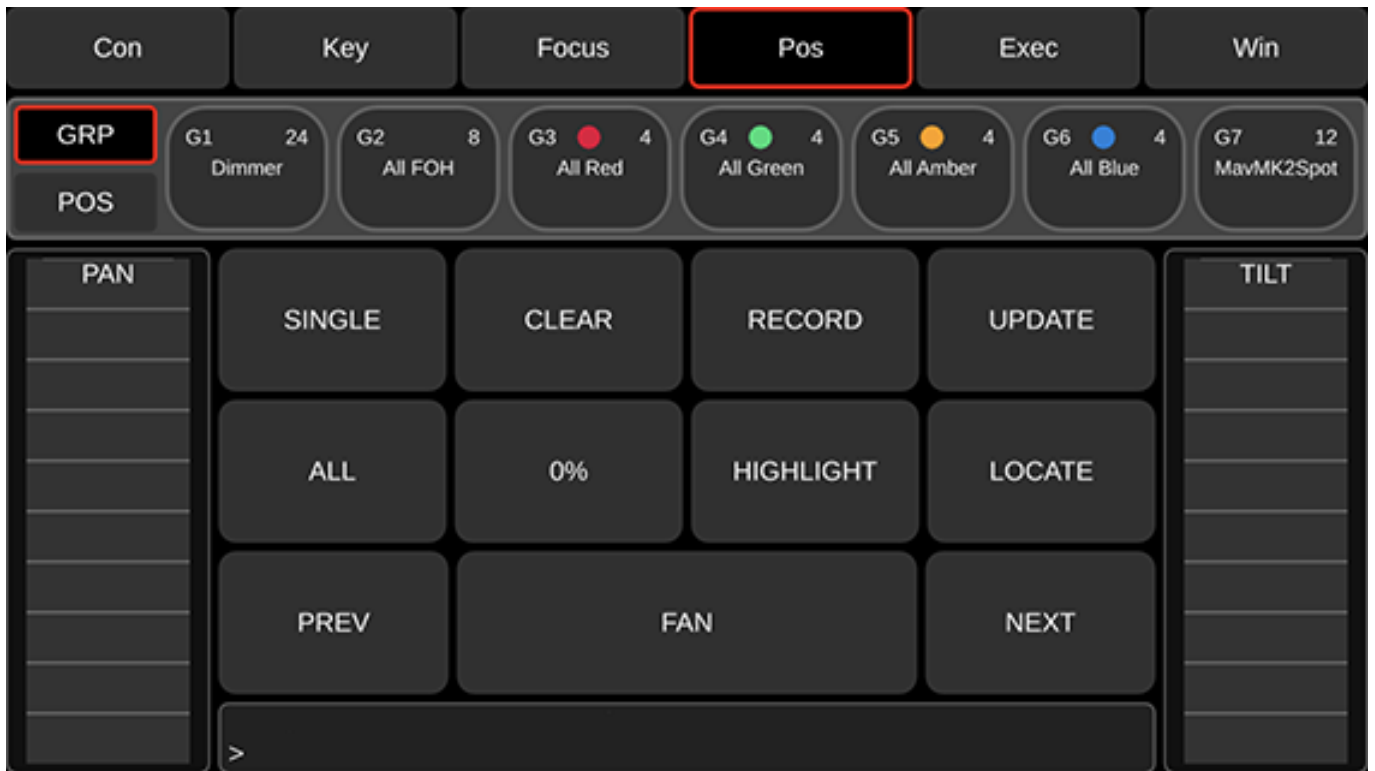 Con Key Focus Pos Exec Win
GRP
POS
G1 24
Dimmer
G2 8
All FOH
G3 4
All Red
G4 4
All Green
G5 4
All Amber
G6 4
All Blue
G7 12
MavMK2Spot
PAN
SINGLE CLEAR RECORD UPDATE
TILT
ALL 0% HIGHLIGHT LOCATE
PREV FAN NEXT
>